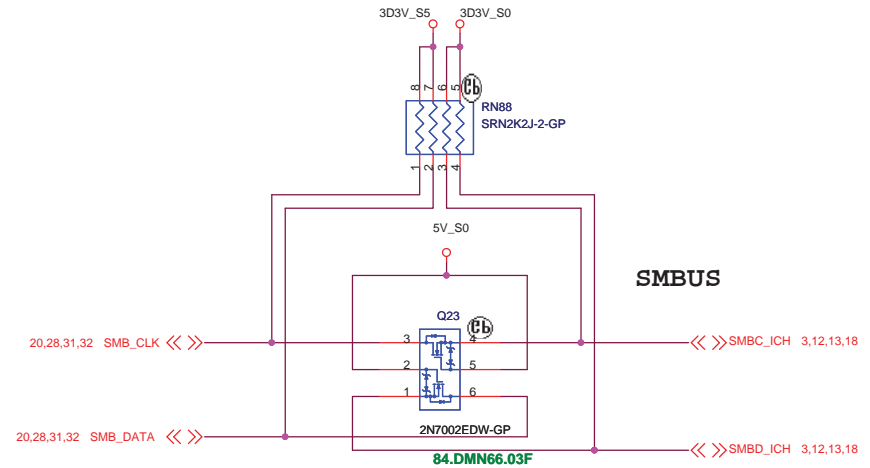 3D3V_S5 3D3V_S0
8 7 6 5
RN88
SRN2K2J-2-GP
1 2 3 4
5V_S0
SMBUS
Q23
20,28,31,32 SMB_CLK 3 4 SMBC_ICH 3,12,13,18
2 5
1 6
2N7002EDW-GP
20,28,31,32 SMB_DATA SMBD_ICH 3,12,13,18
84.DMN66.03F